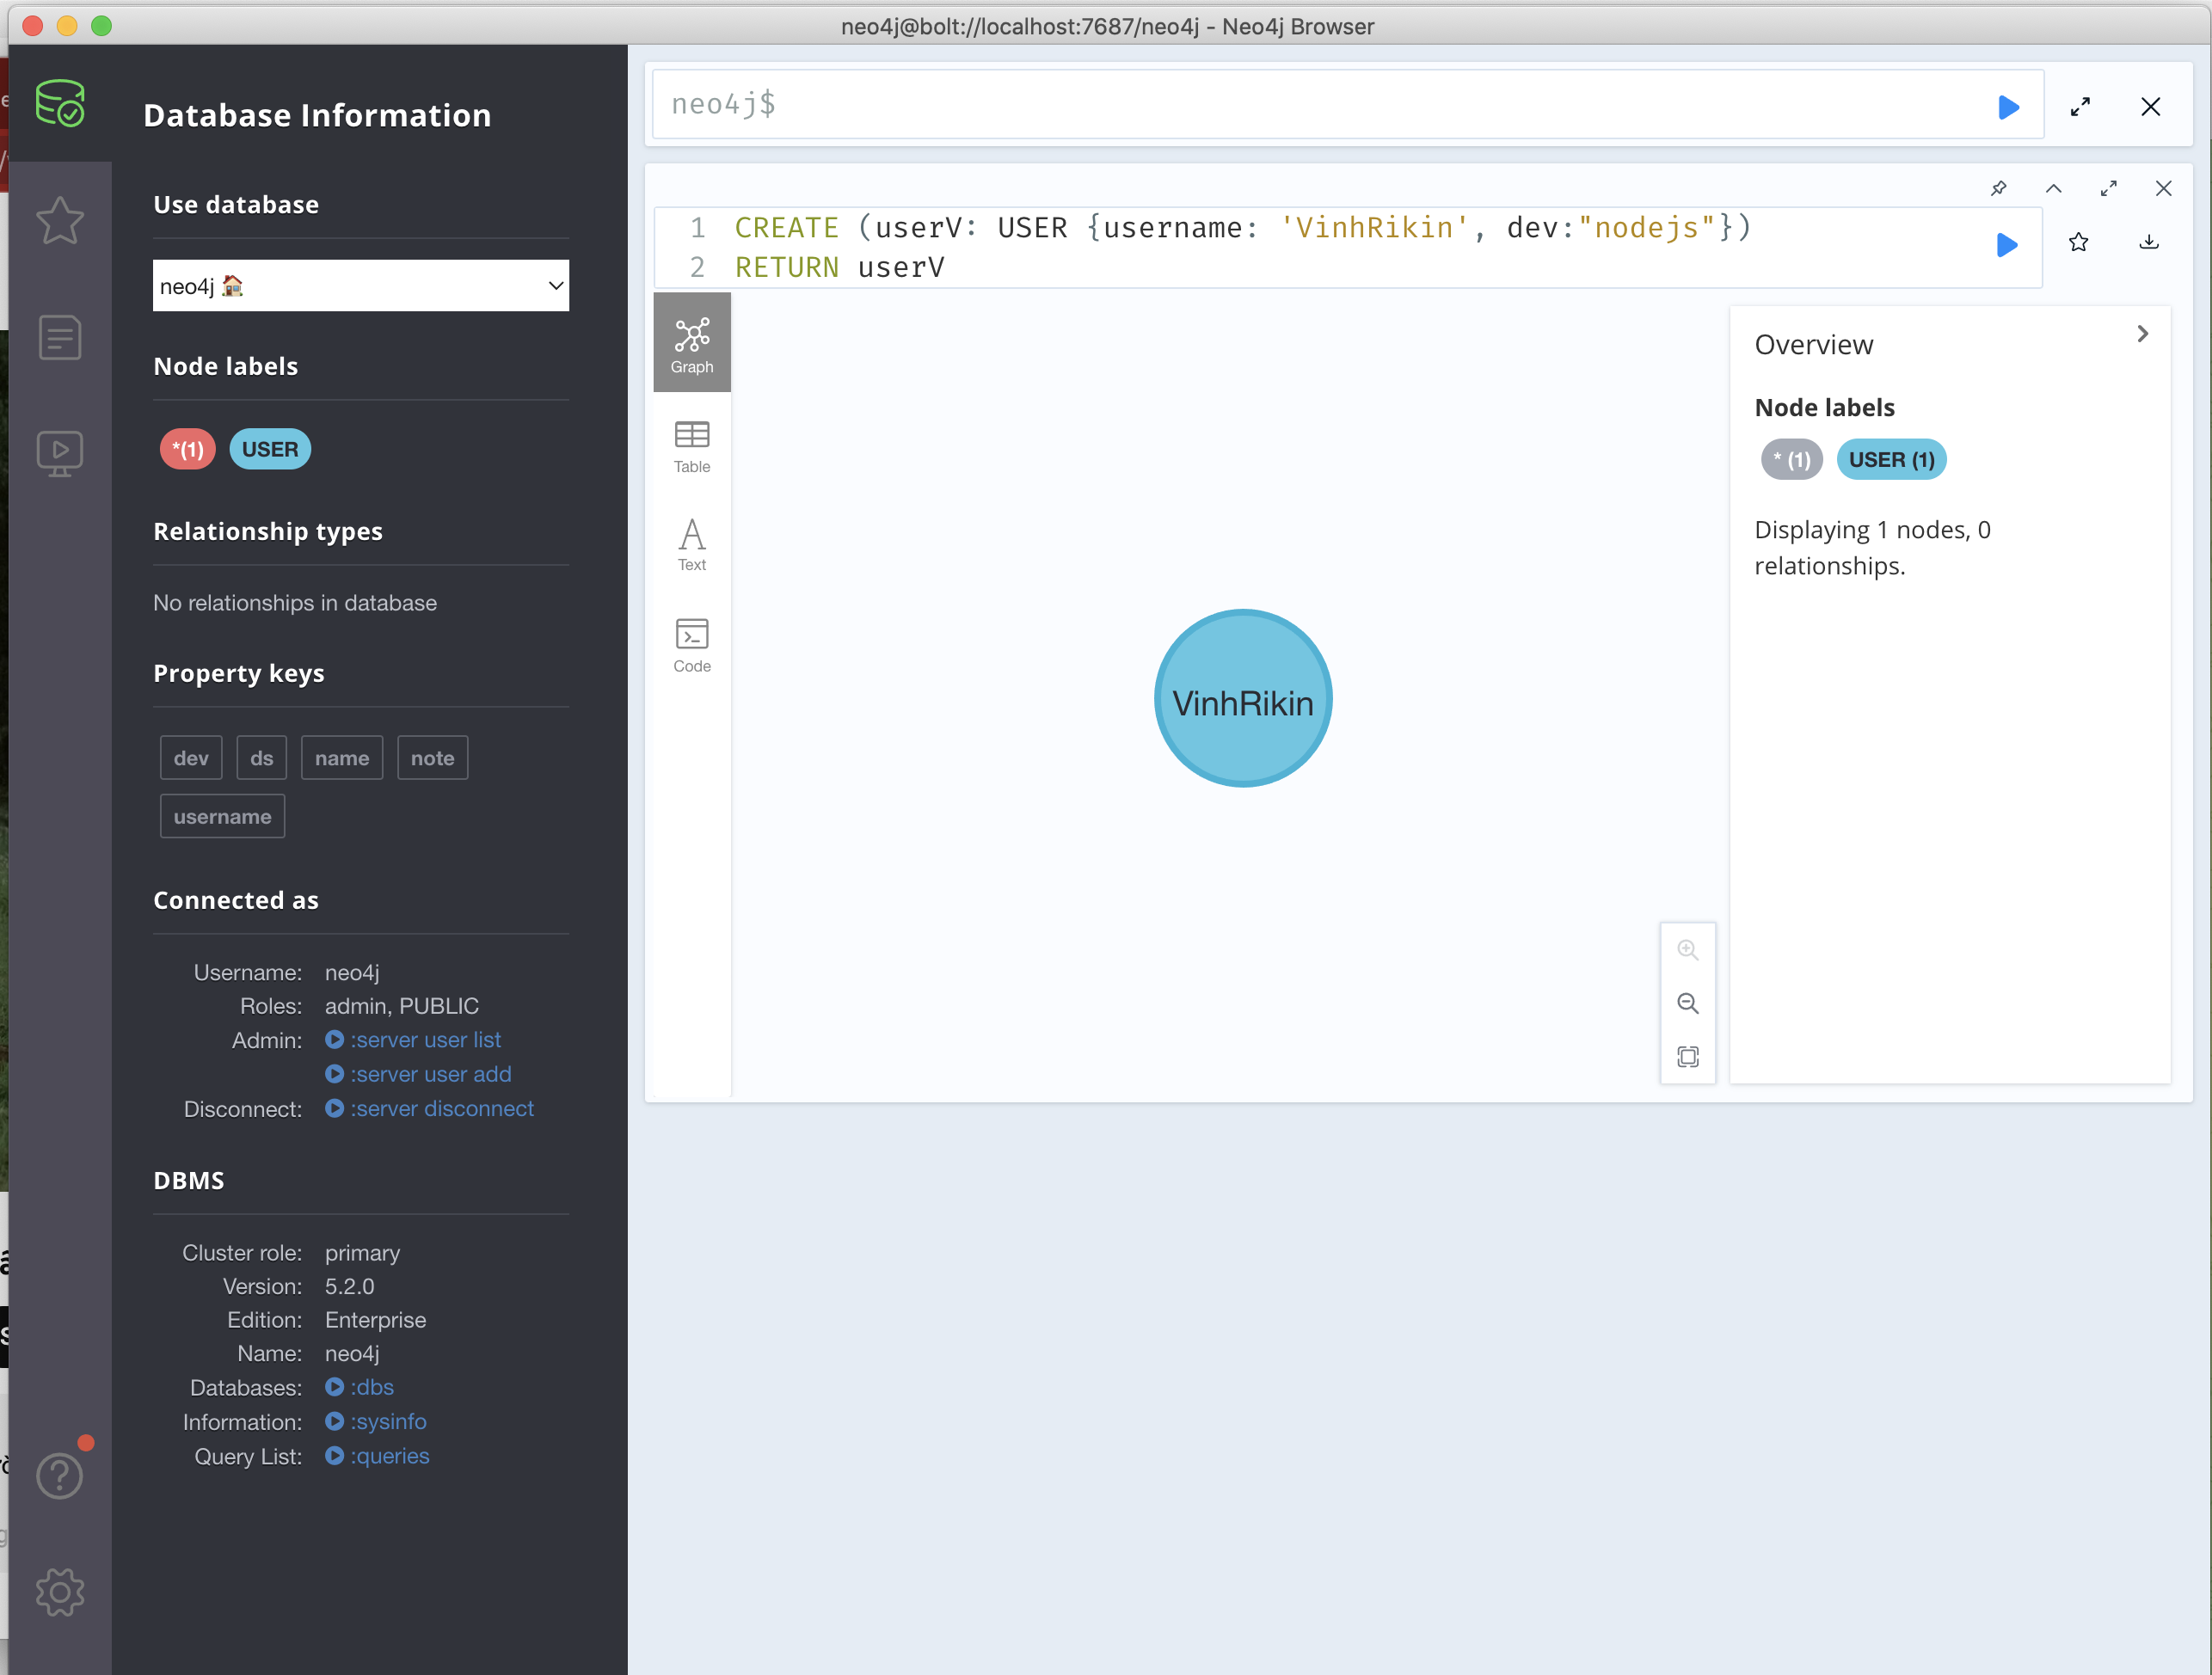 neo4j@bolt://localhost:7687/neo4j - Neo4j Browser
Database Information
Use database
neo4j 🏠
Node labels
*(1) USER
Relationship types
No relationships in database
Property keys
dev ds name note
username
Connected as
Username: neo4j
Roles: admin, PUBLIC
Admin: :server user list
:server user add
Disconnect: :server disconnect
DBMS
Cluster role: primary
Version: 5.2.0
Edition: Enterprise
Name: neo4j
Databases: :dbs
Information: :sysinfo
Query List: :queries
neo4j$
1 CREATE (userV: USER {username: 'VinhRikin', dev:"nodejs"})
2 RETURN userV
Graph
Table
Text
Code
VinhRikin
Overview
Node labels
* (1) USER (1)
Displaying 1 nodes, 0
relationships.